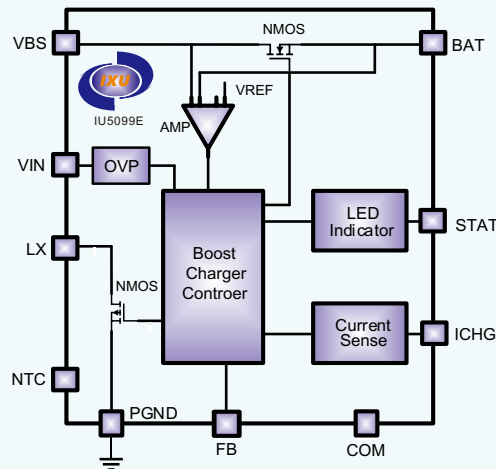 NMOS
VBS
BAT
IXU
IU5099E
VREF
AMP
VIN
OVP
LED
Indicator
STAT
LX
Boost
Charger
Controer
NMOS
Current
Sense
ICHG
NTC
PGND
FB
COM